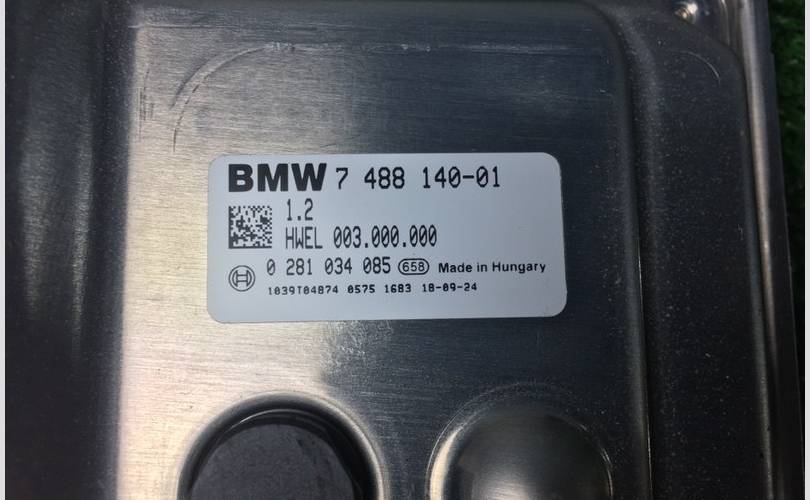 BMW 7 488 140-01
1.2
HWEL 003.000.000
0 281 034 085 658 Made in Hungary
1039T04874 0575 1683 18-09-24